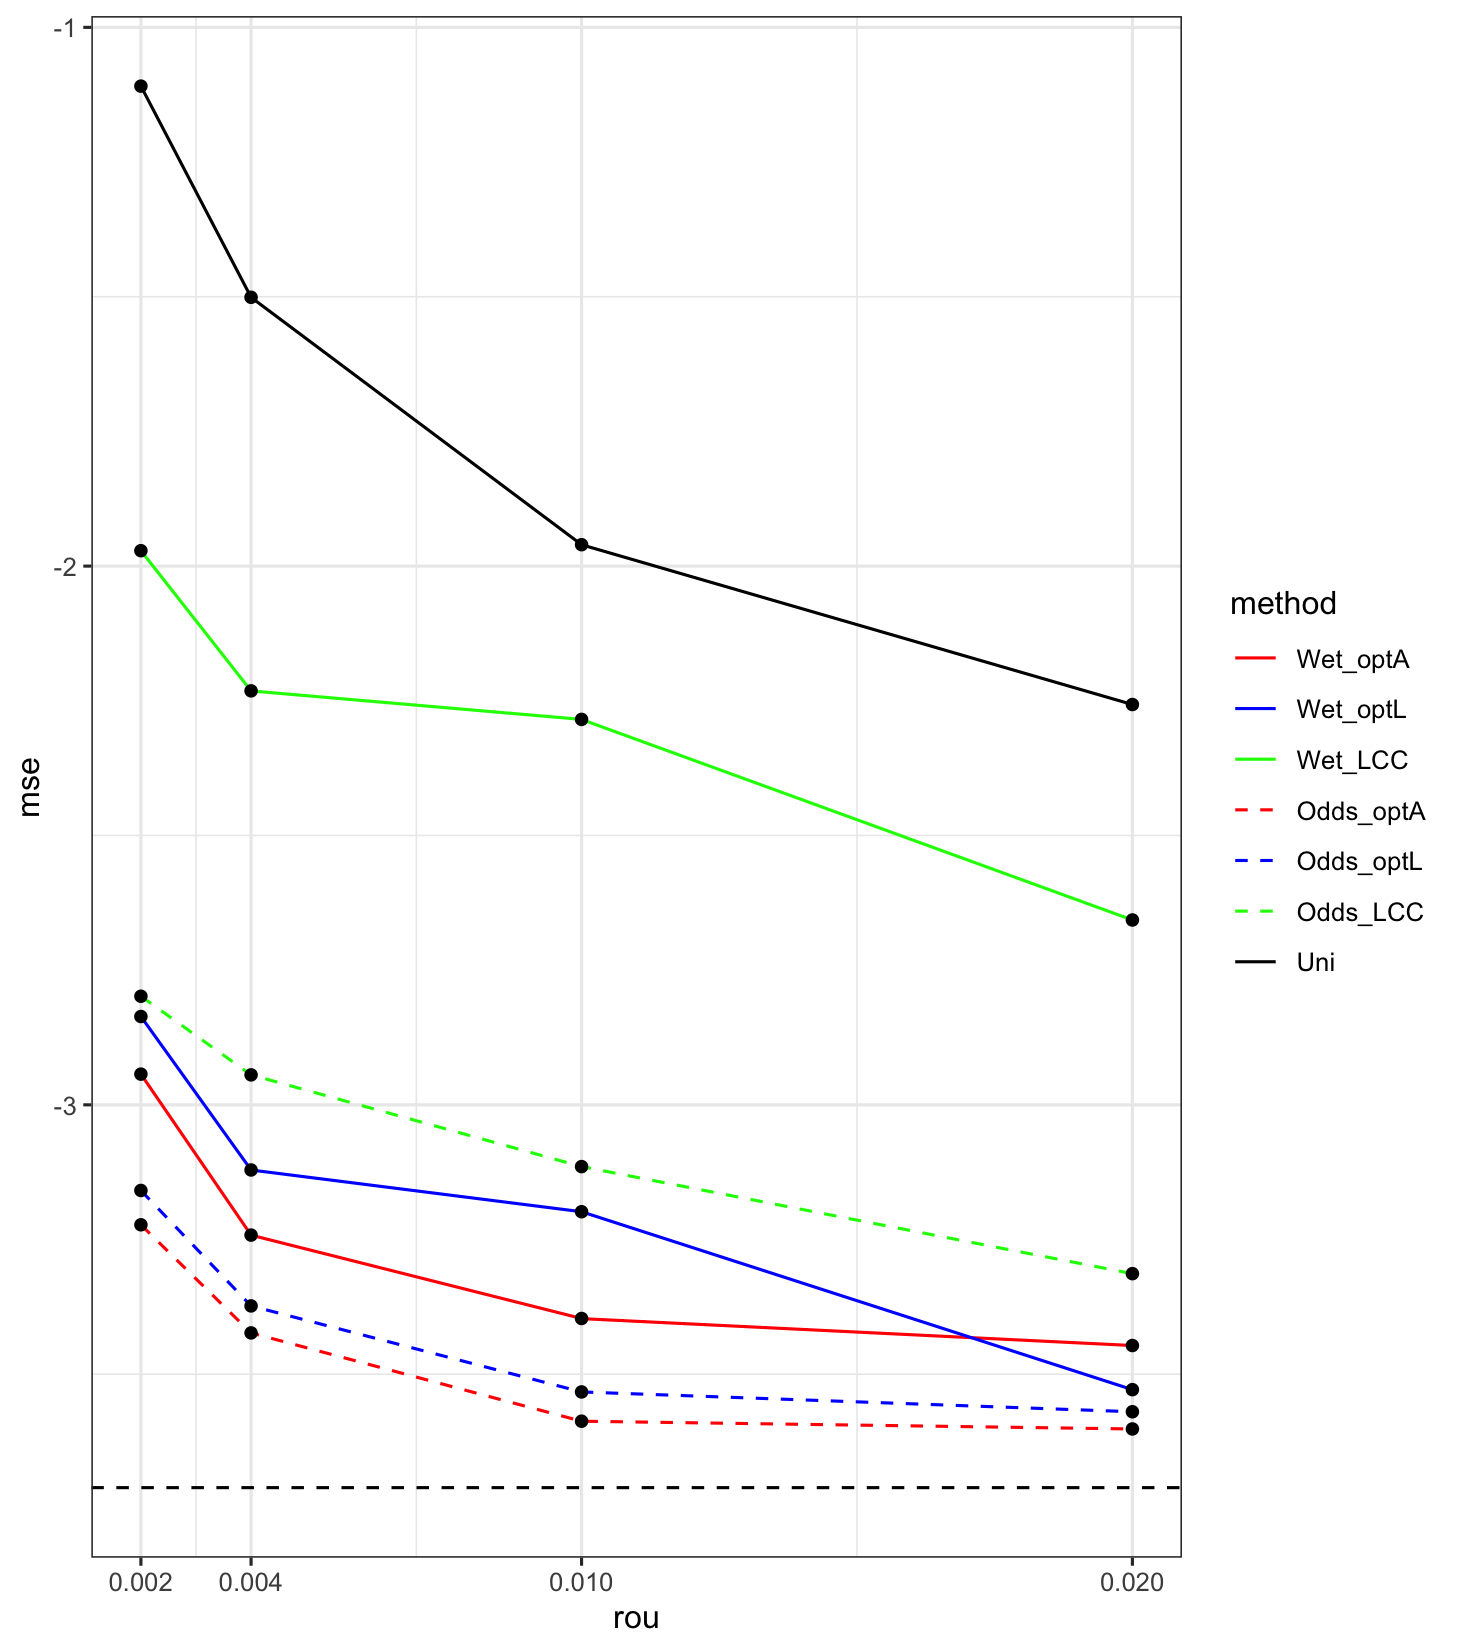 -1
-2
-3
mse
0.002
0.004
0.010
0.020
rou
method
Wet_optA
Wet_optL
Wet_LCC
Odds_optA
Odds_optL
Odds_LCC
Uni